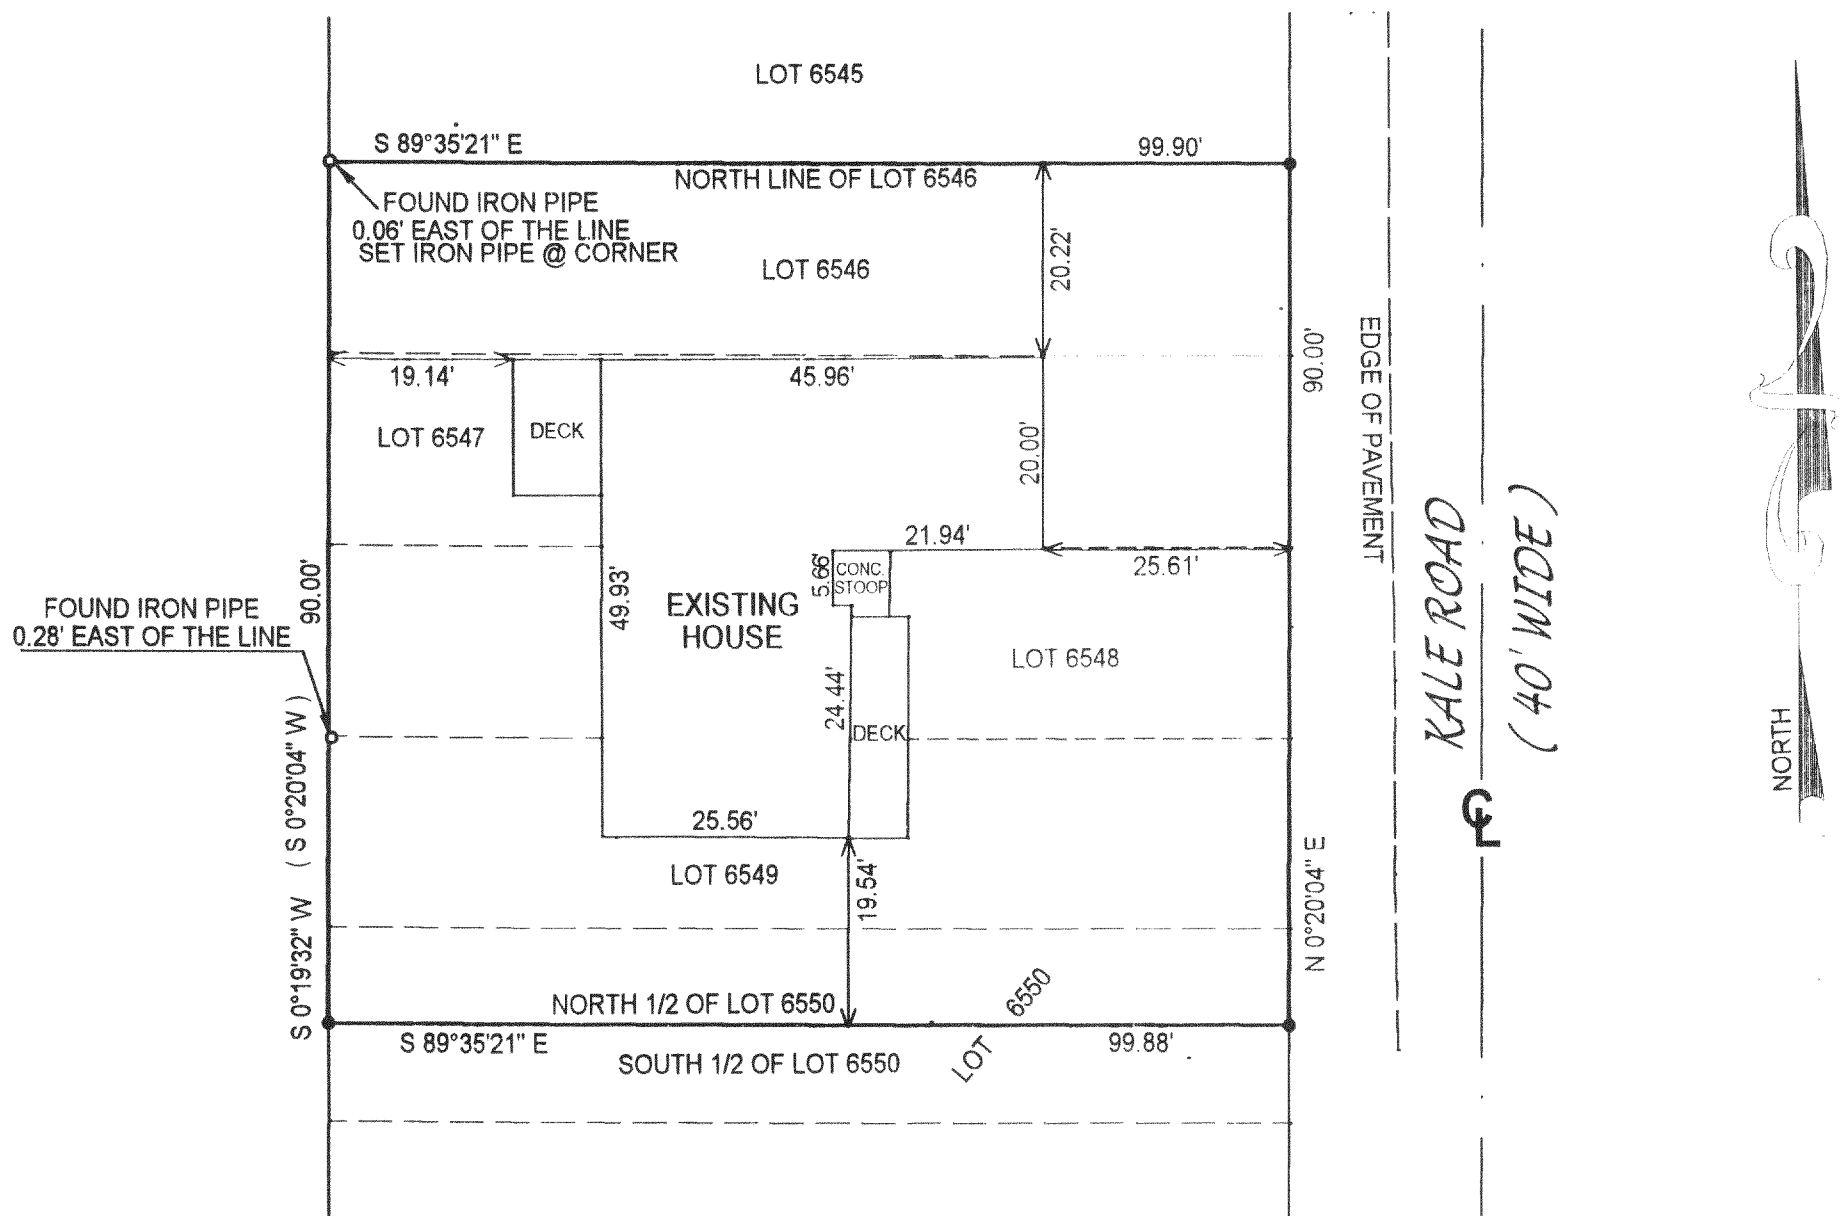 LOT 6545
S 89°35'21" E
99.90'
NORTH LINE OF LOT 6546
FOUND IRON PIPE
0.06' EAST OF THE LINE
SET IRON PIPE @ CORNER
LOT 6546
20.22'
19.14'
45.96'
90.00'
EDGE OF PAVEMENT
LOT 6547
DECK
20.00'
21.94'
25.61'
5.66'
CONC.
STOOP
90.00'
49.93'
EXISTING
HOUSE
FOUND IRON PIPE
0.28' EAST OF THE LINE
LOT 6548
KALE ROAD
( 40' WIDE )
24.44'
DECK
NORTH
S 0°19'32" W ( S 0°20'04" W )
25.56'
CL
LOT 6549
19.54'
N 0°20'04" E
NORTH 1/2 OF LOT 6550
LOT 6550
S 89°35'21" E
99.88'
SOUTH 1/2 OF LOT 6550